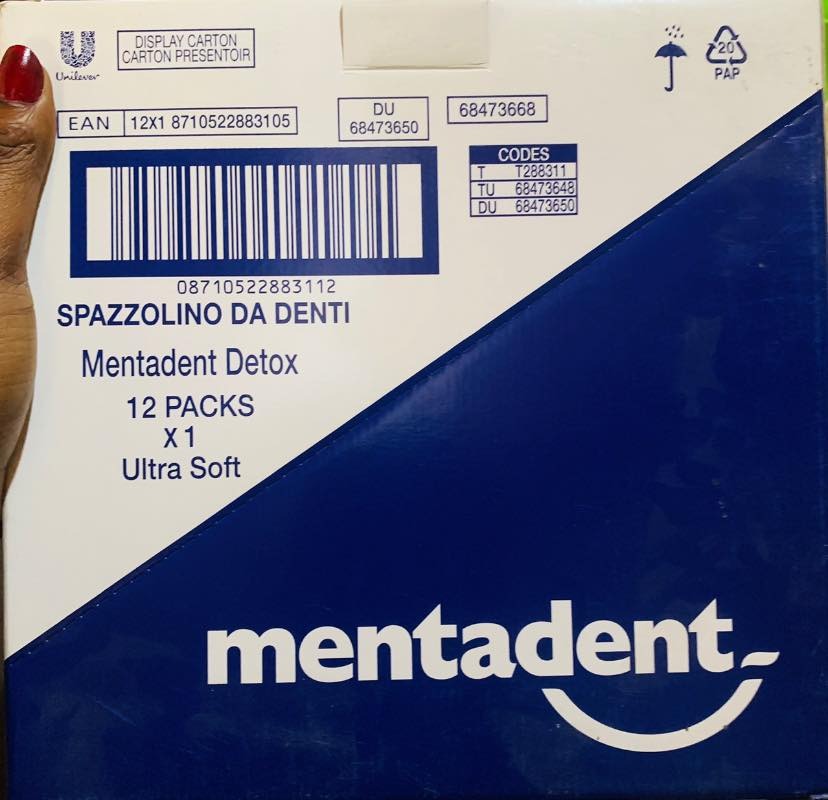 Unilever
DISPLAY CARTON
CARTON PRESENTOIR
20
PAP
EAN 12X1 8710522883105
DU
68473650
68473668
CODES
T T288311
TU 68473648
DU 68473650
08710522883112
SPAZZOLINO DA DENTI
Mentadent Detox
12 PACKS
X 1
Ultra Soft
mentadent